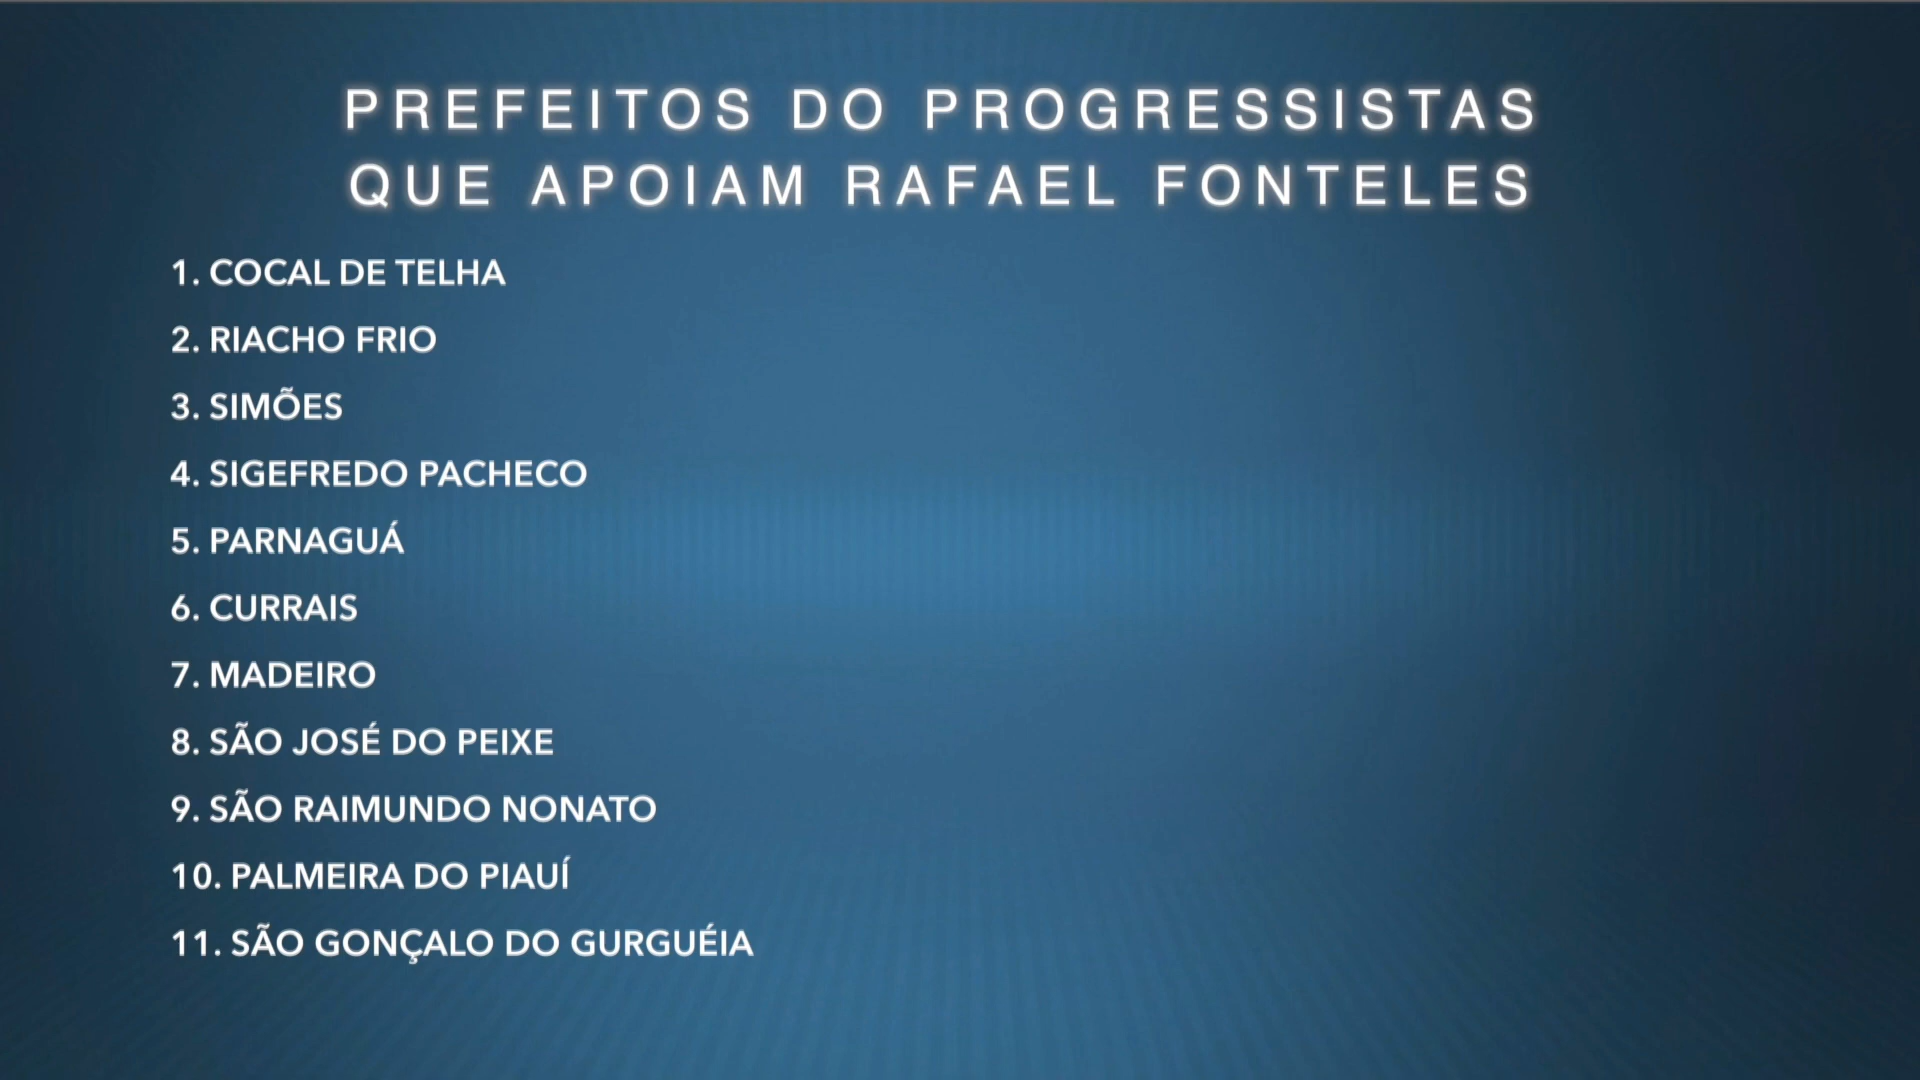 PREFEITOS DO PROGRESSISTAS
QUE APOIAM RAFAEL FONTELES
1. COCAL DE TELHA
2. RIACHO FRIO
3. SIMÕES
4. SIGEFREDO PACHECO
5. PARNAGUÁ
6. CURRAIS
7. MADEIRO
8. SÃO JOSÉ DO PEIXE
9. SÃO RAIMUNDO NONATO
10. PALMEIRA DO PIAUÍ
11. SÃO GONÇALO DO GURGUÉIA